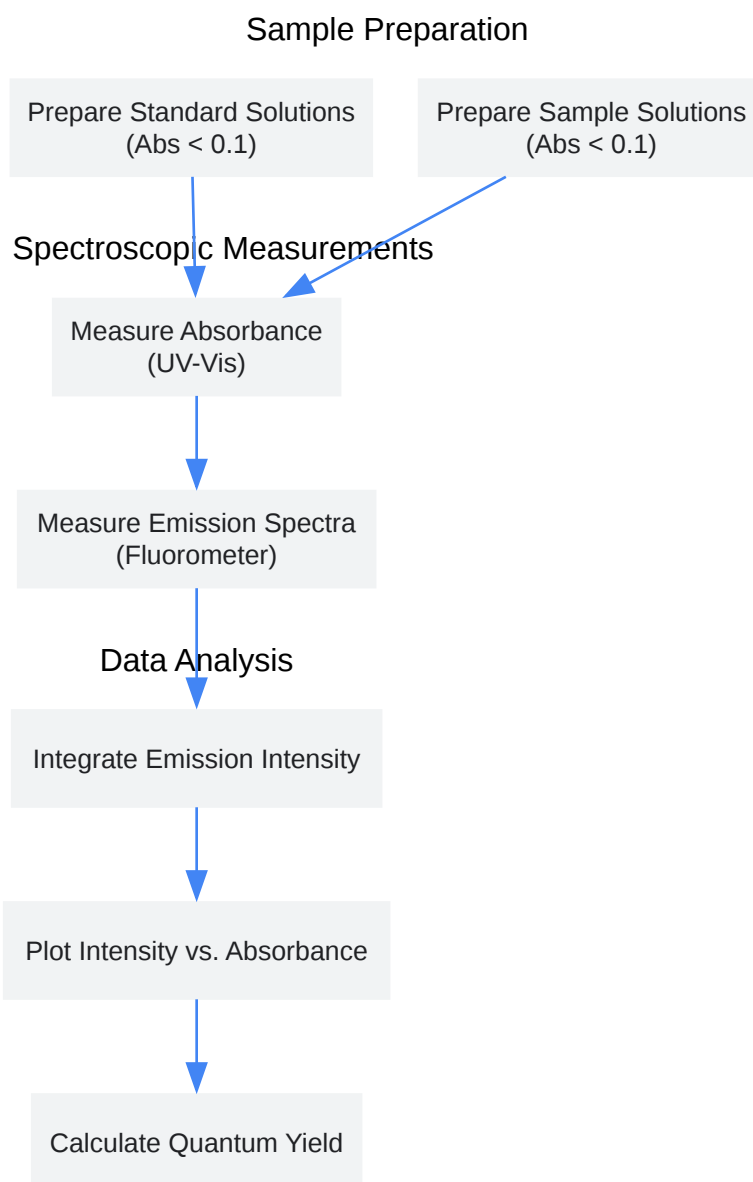 Sample Preparation
Prepare Standard Solutions
(Abs < 0.1)
Prepare Sample Solutions
(Abs < 0.1)
Spectroscopic Measurements
Measure Absorbance
(UV-Vis)
Measure Emission Spectra
(Fluorometer)
Data Analysis
Integrate Emission Intensity
Plot Intensity vs. Absorbance
Calculate Quantum Yield